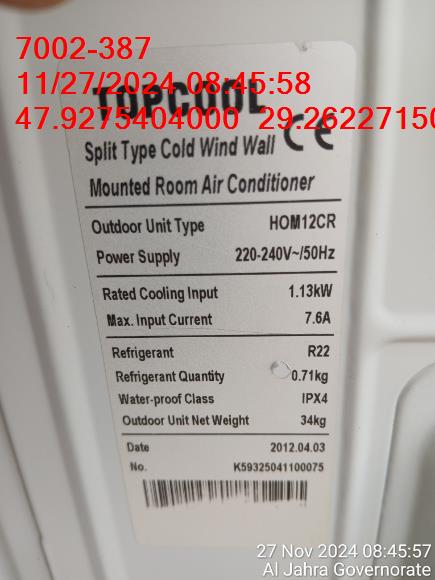 7002-387
11/27/2024 08:45:58
TOPCOOL
47.9275404000 29.2622715
Split Type Cold Wind Wall CE
Mounted Room Air Conditioner
Outdoor Unit Type HOM12CR
Power Supply 220-240V~/50Hz
Rated Cooling Input 1.13kW
Max. Input Current 7.6A
Refrigerant R22
Refrigerant Quantity 0.71kg
Water-proof Class IPX4
Outdoor Unit Net Weight 34kg
Date 2012.04.03
No. K59325041100075
27 Nov 2024 08:45:57
Al Jahra Governorate